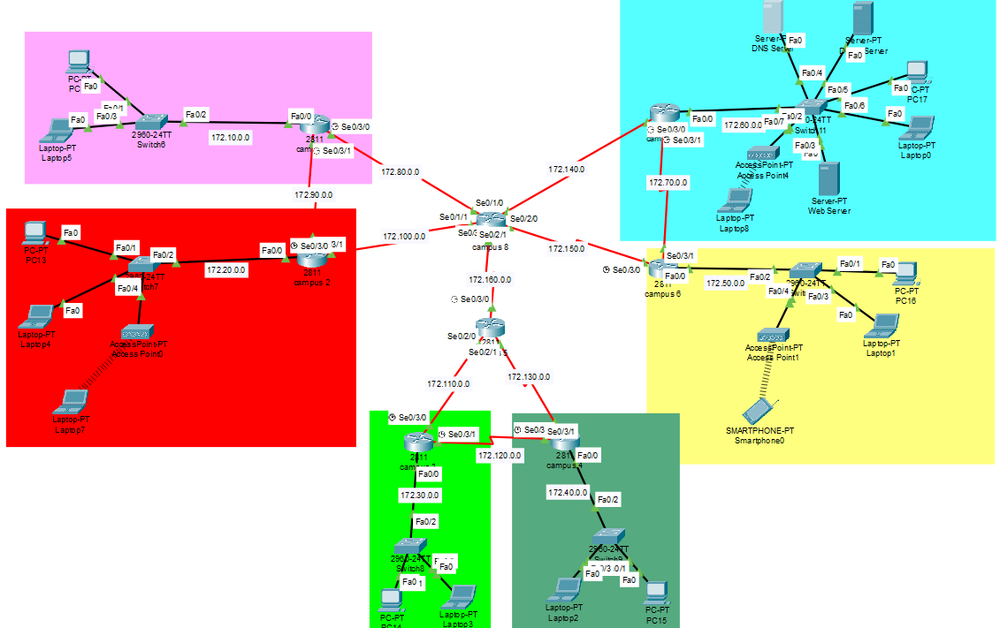 PC-PT
Fa0
Fa0/3
Fa0
Laptop-PT
Laptop5
2960-24TT
Switch6
Fa0/2
172.10.0.0
Fa0/0
2811
Se0/3/0
Se0/3/1
172.80.0.0
172.90.0.0
Fa0
PC-PT
PC13
Fa0/1
Fa0/2
Fa0/4
172.20.0.0
Fa0/0
Se0/3/0
3/1
2811
campus 2
172.100.0.0
Fa0
Laptop-PT
Laptop4
AccessPoint-PT
Access Point0
Laptop-PT
Laptop7
Se0/1/0
Se0/1/1
Se0/2/0
Se0/2/1
campus 8
172.140.0.0
172.150.0.0
172.160.0.0
Se0/3/0
Se0/2/0
Se0/2/1
172.110.0.0
172.130.0.0
Se0/3/0
Se0/3/1
2811
172.120.0.0
Fa0/0
172.30.0.0
Fa0/2
2960-24TT
Switch8
Fa0
Fa0
PC-PT
PC14
Laptop-PT
Laptop3
Se0/3
Se0/3/1
campus 4
Fa0/0
172.40.0.0
Fa0/2
2960-24TT
Switch9
Fa0
Fa0
Laptop-PT
Laptop2
PC-PT
PC15
DNS Server
Fa0
Server-PT
Fa0
Fa0/4
Fa0/5
Fa0/6
Fa0
PC17
Fa0
Laptop-PT
Laptop0
Fa0/0
172.60.0.0
Fa0/7
Fa0/3
Se0/3/0
Se0/3/1
AccessPoint-PT
Access Point4
Laptop-PT
Laptop8
Server-PT
Web Server
172.70.0.0
Se0/3/1
Se0/3/0
Fa0/0
campus 6
172.50.0.0
Fa0/2
Fa0/1
Fa0/4
Fa0/3
Fa0
PC-PT
PC16
Fa0
Laptop-PT
Laptop1
AccessPoint-PT
Access Point1
SMARTPHONE-PT
Smartphone0